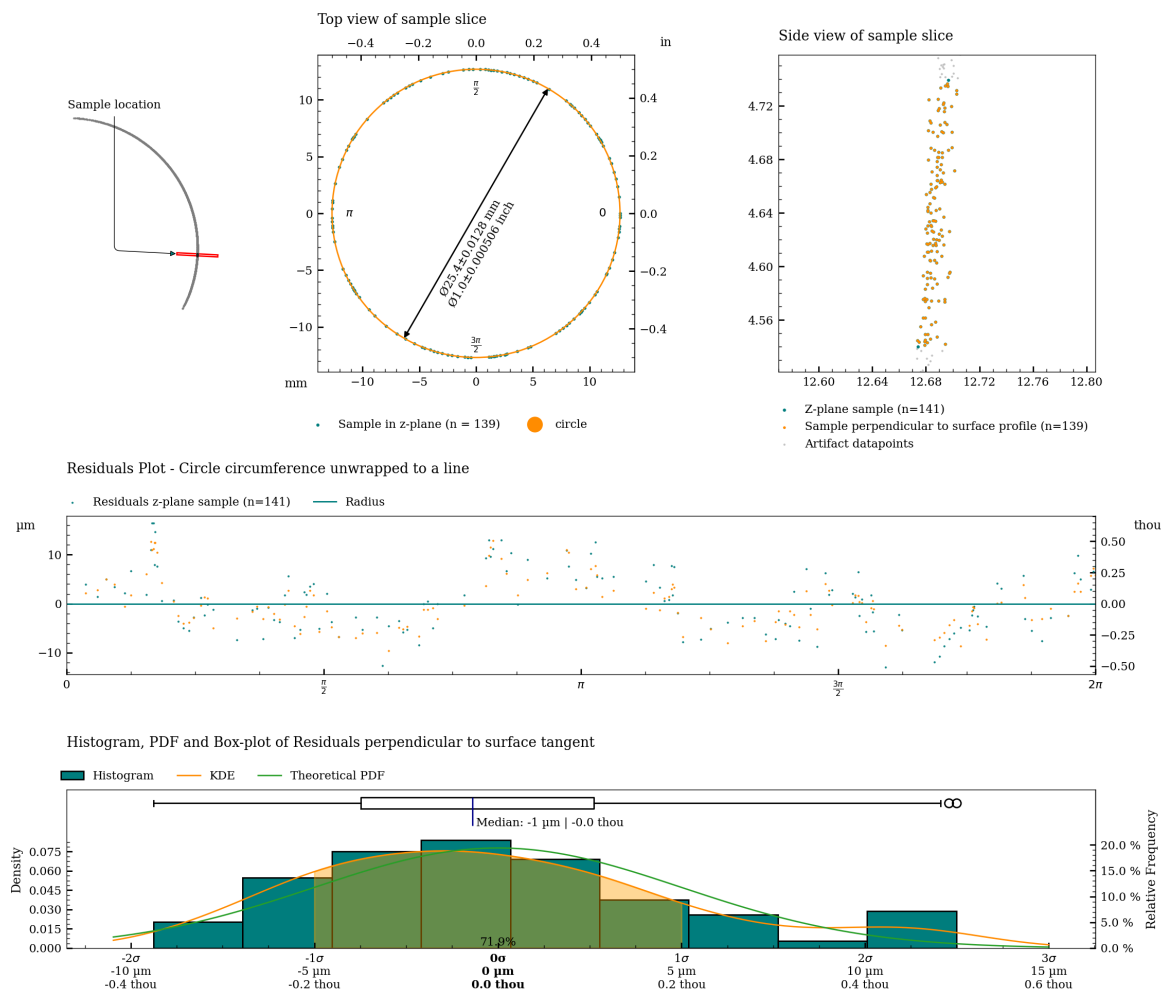 Top view of sample slice
Side view of sample slice
−0.4 −0.2 0.0 0.2 0.4 in
Sample location
10
5
0
−5
−10
mm
−10 −5 0 5 10
0.4
0.2
0.0
−0.2
−0.4
π/2
π
0
3π/2
Ø25.4±0.0128 mm
Ø1.0±0.000506 inch
Sample in z-plane (n = 139) circle
4.72
4.68
4.64
4.60
4.56
12.60 12.64 12.68 12.72 12.76 12.80
Z-plane sample (n=141)
Sample perpendicular to surface profile (n=139)
Artifact datapoints
Residuals Plot - Circle circumference unwrapped to a line
Residuals z-plane sample (n=141) Radius
µm
thou
10
0
−10
0.50
0.25
0.00
−0.25
−0.50
0 π/2 π 3π/2 2π
Histogram, PDF and Box-plot of Residuals perpendicular to surface tangent
Histogram KDE Theoretical PDF
Median: -1 µm | -0.0 thou
Density
0.075
0.060
0.045
0.030
0.015
0.000
Relative Frequency
20.0 %
15.0 %
10.0 %
5.0 %
0.0 %
71.9%
-2σ -1σ 0σ 1σ 2σ 3σ
-10 µm -5 µm 0 µm 5 µm 10 µm 15 µm
-0.4 thou -0.2 thou 0.0 thou 0.2 thou 0.4 thou 0.6 thou